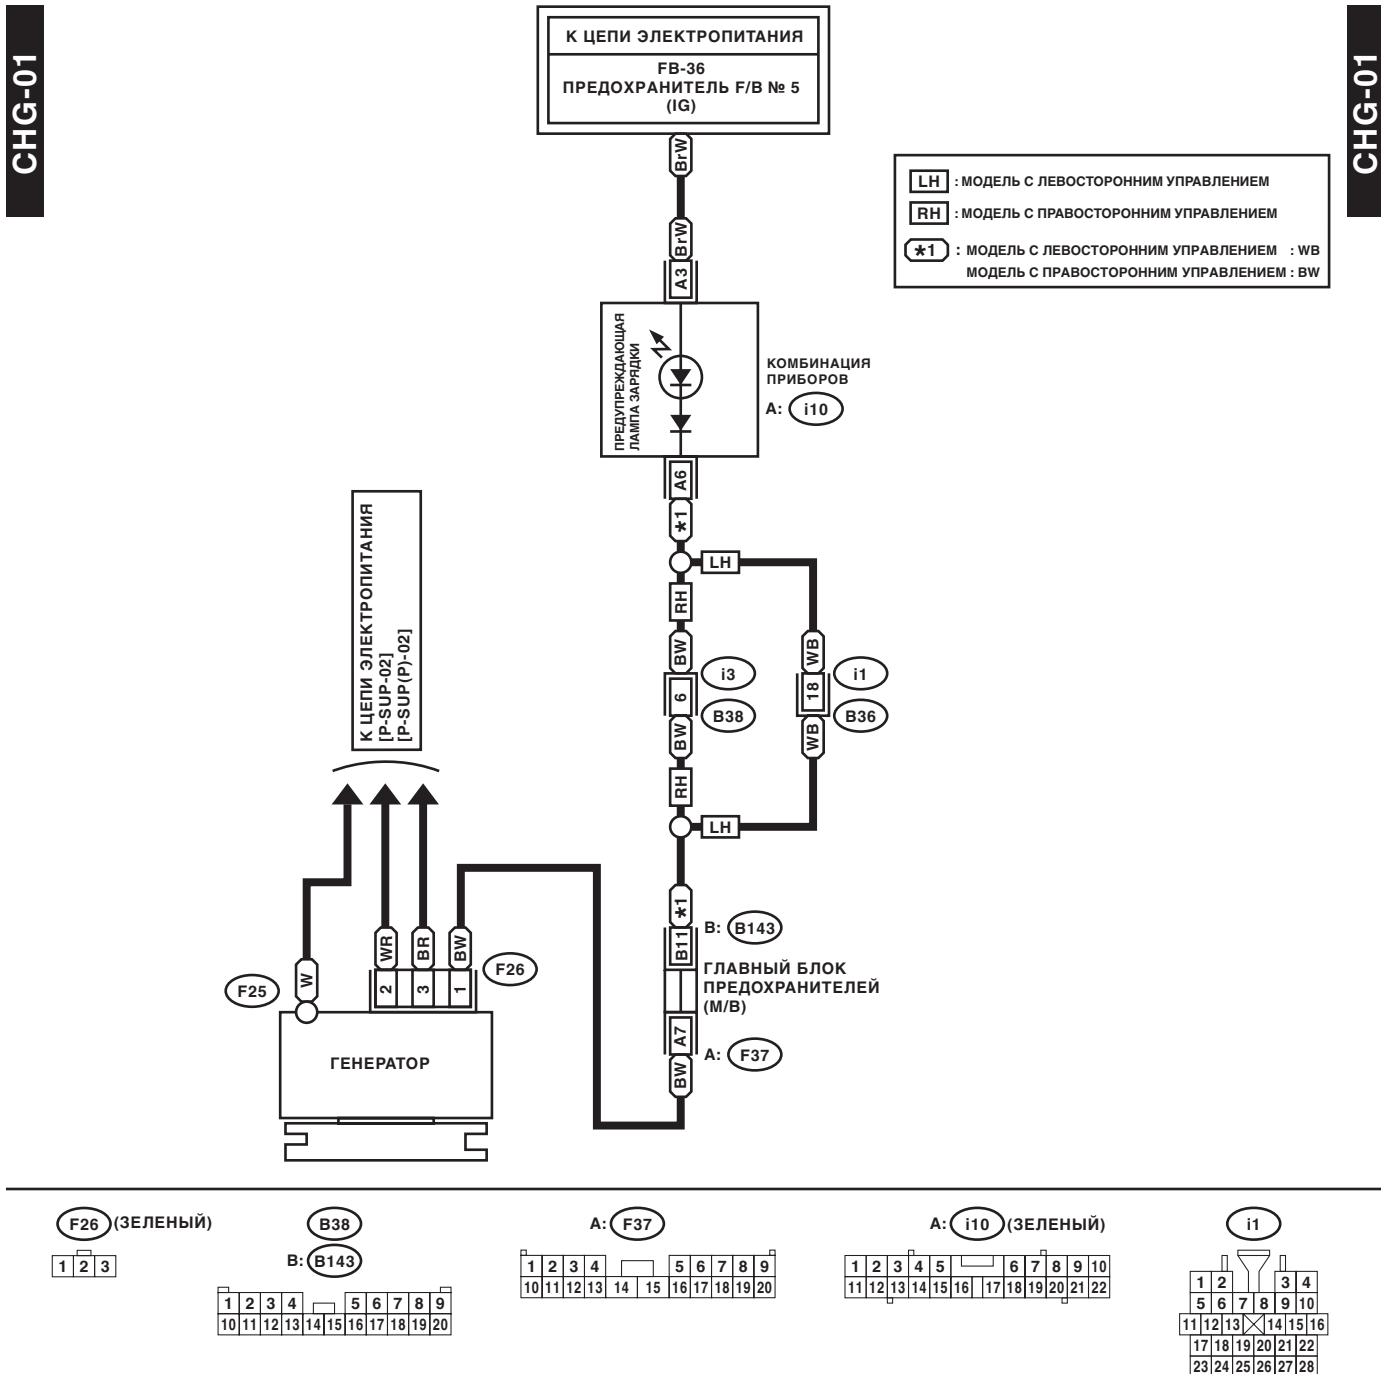 CHG-01
CHG-01
К ЦЕПИ ЭЛЕКТРОПИТАНИЯ
FB-36
ПРЕДОХРАНИТЕЛЬ F/B № 5
(IG)
BrW
BrW
A3
LH : МОДЕЛЬ С ЛЕВОСТОРОННИМ УПРАВЛЕНИЕМ
RH : МОДЕЛЬ С ПРАВОСТОРОННИМ УПРАВЛЕНИЕМ
*1 : МОДЕЛЬ С ЛЕВОСТОРОННИМ УПРАВЛЕНИЕМ : WB
МОДЕЛЬ С ПРАВОСТОРОННИМ УПРАВЛЕНИЕМ : BW
ПРЕДУПРЕЖДАЮЩАЯ
ЛАМПА ЗАРЯДКИ
КОМБИНАЦИЯ
ПРИБОРОВ
A: i10
A6
*1
LH
RH
BW
WB
i3
i1
6
18
B38
B36
BW
WB
RH
LH
К ЦЕПИ ЭЛЕКТРОПИТАНИЯ
[P-SUP-02]
[P-SUP(P)-02]
*1
B11
B: B143
ГЛАВНЫЙ БЛОК
ПРЕДОХРАНИТЕЛЕЙ
(M/B)
A7
A: F37
BW
W
WR
BR
BW
F25
F26
2
3
1
ГЕНЕРАТОР
F26 (ЗЕЛЕНЫЙ)
1 2 3
B38
B: B143
1 2 3 4 5 6 7 8 9
10 11 12 13 14 15 16 17 18 19 20
A: F37
1 2 3 4 5 6 7 8 9
10 11 12 13 14 15 16 17 18 19 20
A: i10 (ЗЕЛЕНЫЙ)
1 2 3 4 5 6 7 8 9 10
11 12 13 14 15 16 17 18 19 20 21 22
i1
1 2 3 4
5 6 7 8 9 10
11 12 13 14 15 16
17 18 19 20 21 22
23 24 25 26 27 28